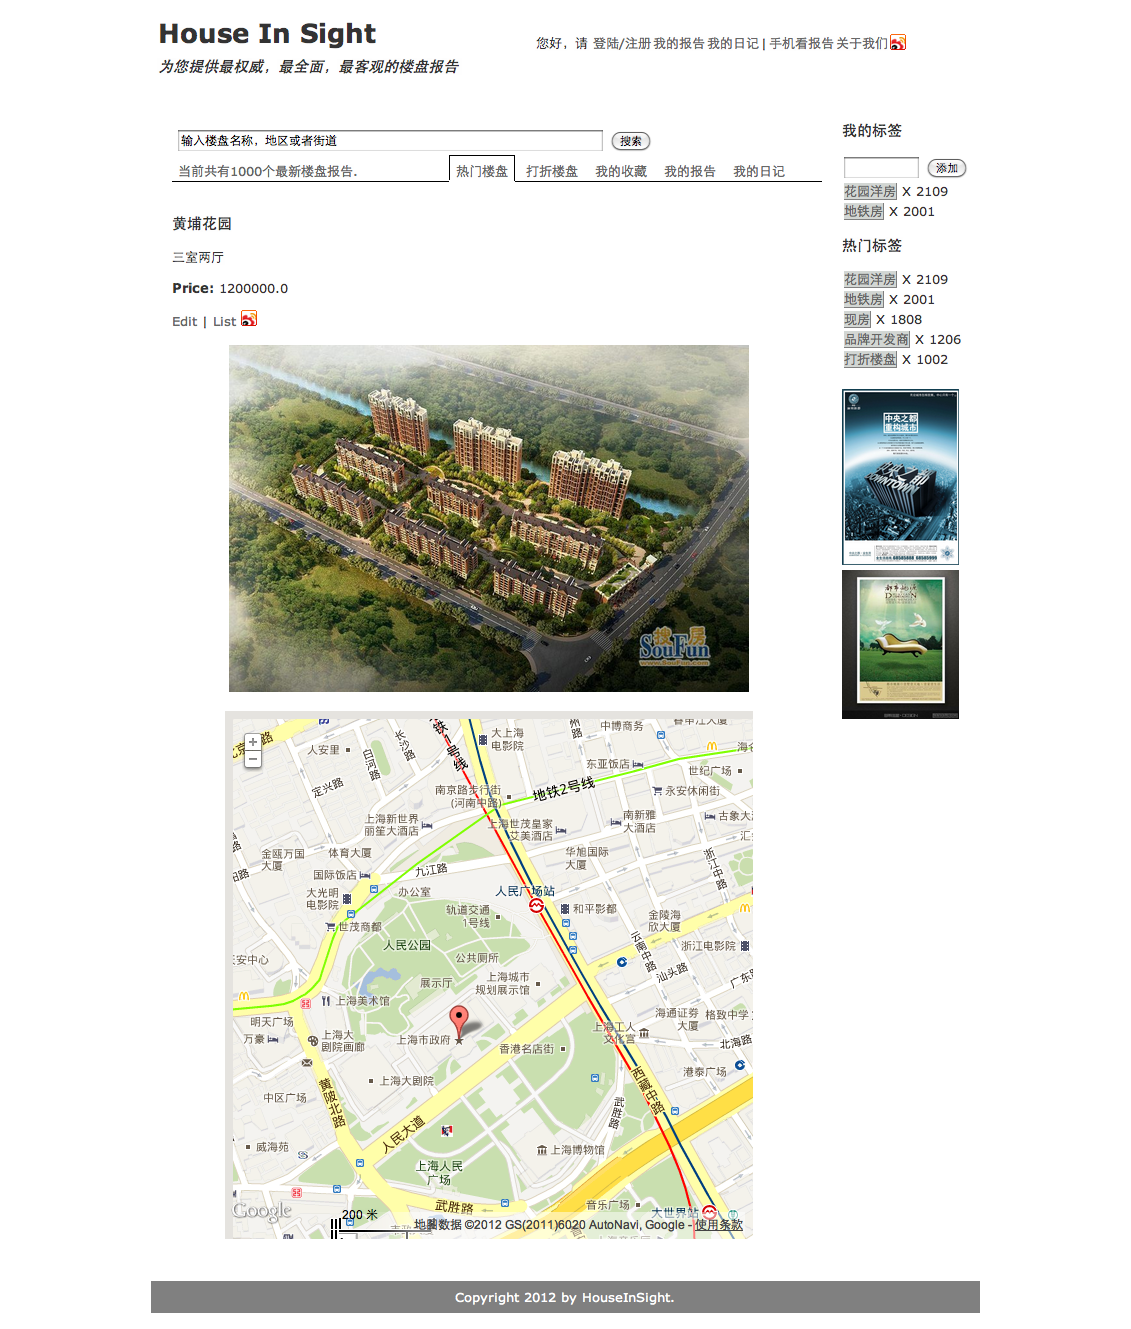 House In Sight
为您提供最权威，最全面，最客观的楼盘报告
您好，请 登陆/注册 我的报告 我的日记 | 手机看报告 关于我们
输入楼盘名称，地区或者街道
搜索
当前共有1000个最新楼盘报告.
热门楼盘 打折楼盘 我的收藏 我的报告 我的日记
黄埔花园
三室两厅
Price: 1200000.0
Edit | List
搜房
SouFun
www.SouFun.com
我的标签
添加
花园洋房 X 2109
地铁房 X 2001
热门标签
花园洋房 X 2109
地铁房 X 2001
现房 X 1808
品牌开发商 X 1206
打折楼盘 X 1002
中央之都
重构城市
DOWNTOWN
地铁1号线
大上海
电影院
中博商务
人安里
长沙路
白河路
定兴路
东亚饭店
世纪广场
南京路步行街
(河南中路)
地铁2号线
永安休闲街
上海新世界
丽笙大酒店
上海世茂皇家
艾美酒店
南新雅
大酒店
金瓯万国
大厦
体育大厦
华旭国际
大厦
浙江中路
国际饭店
九江路
大光明
电影院
办公室
人民广场站
轨道交通
1号线
和平影都
金陵海
欣大厦
世茂商都
人民公园
云南中路
浙江电影院
公共厕所
汕头路
展示厅
上海城市
规划展示馆
上海美术馆
明天广场
万豪
上海大
剧院画廊
上海市政府
香港名店街
上海工人
文化宫
海通证券
大厦
格致中学
北海路
港泰广场
上海大剧院
黄陂北路
中区广场
西藏中路
武胜路
人民大道
威海苑
上海博物馆
上海人民
广场
武胜路
音乐广场
大世界站
Google
200 米
地图数据 ©2012 GS(2011)6020 AutoNavi, Google - 使用条款
Copyright 2012 by HouseInSight.